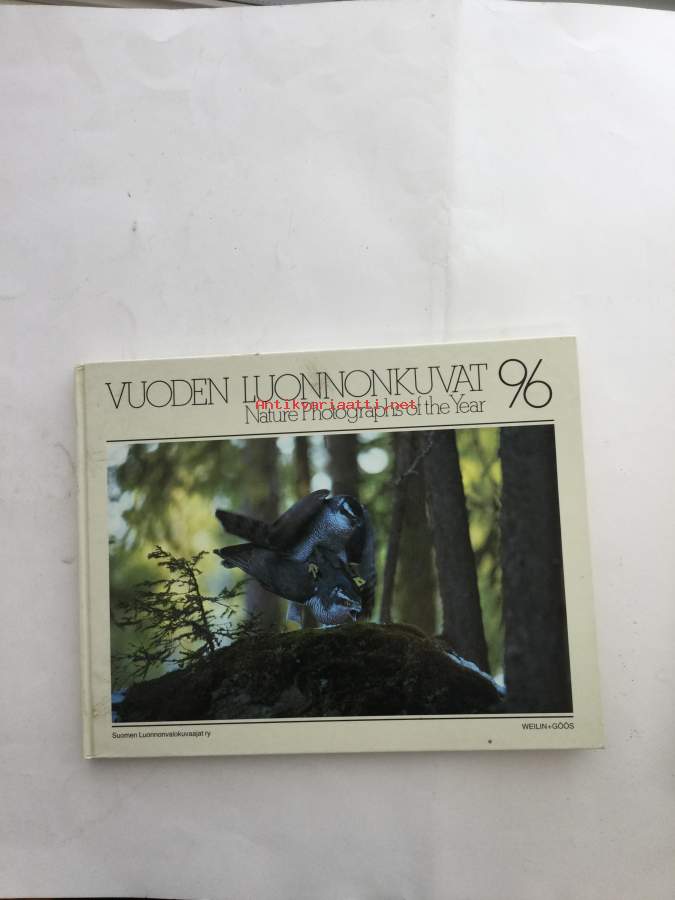 VUODEN LUONNONKUVAT 96
Nature Photographs of the Year
Antikvariaatti.net
Suomen Luonnonvalokuvaajat ry
WEILIN+GÖÖS